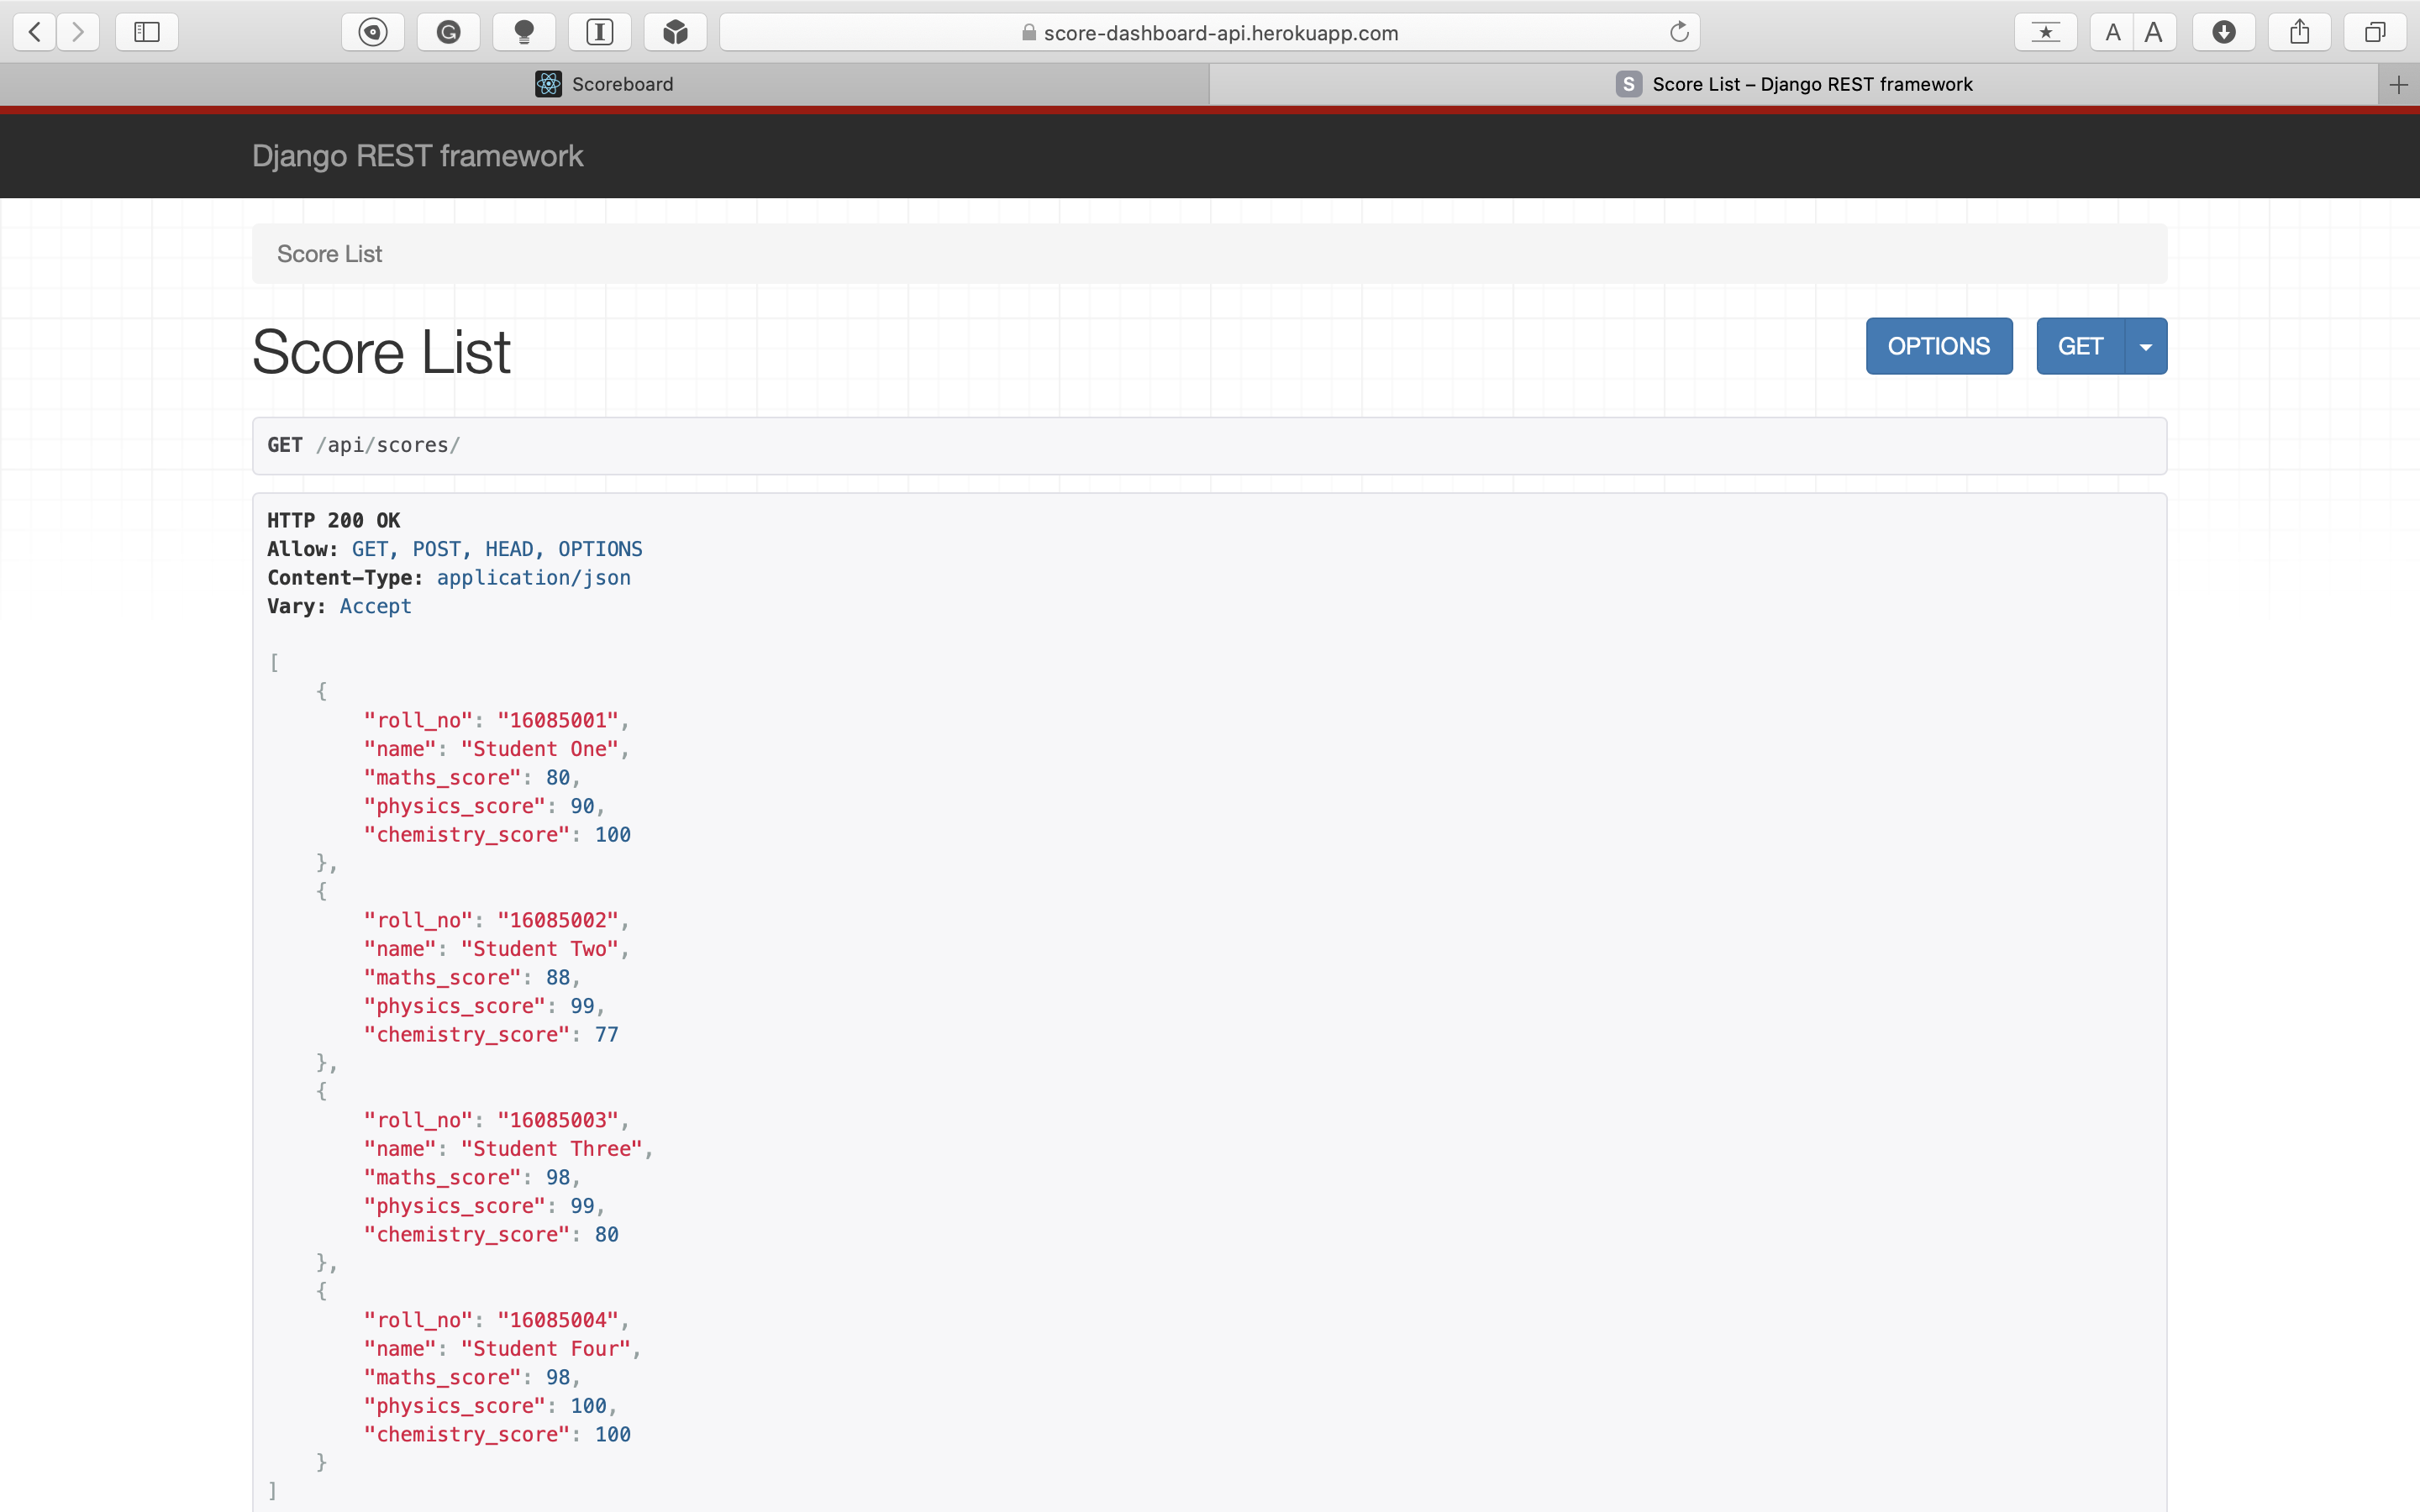 score-dashboard-api.herokuapp.com
A A
Scoreboard
S Score List – Django REST framework
Django REST framework
Score List
Score List
OPTIONS
GET
GET /api/scores/
HTTP 200 OK
Allow: GET, POST, HEAD, OPTIONS
Content-Type: application/json
Vary: Accept
[
    {
        "roll_no": "16085001",
        "name": "Student One",
        "maths_score": 80,
        "physics_score": 90,
        "chemistry_score": 100
    },
    {
        "roll_no": "16085002",
        "name": "Student Two",
        "maths_score": 88,
        "physics_score": 99,
        "chemistry_score": 77
    },
    {
        "roll_no": "16085003",
        "name": "Student Three",
        "maths_score": 98,
        "physics_score": 99,
        "chemistry_score": 80
    },
    {
        "roll_no": "16085004",
        "name": "Student Four",
        "maths_score": 98,
        "physics_score": 100,
        "chemistry_score": 100
    }
]